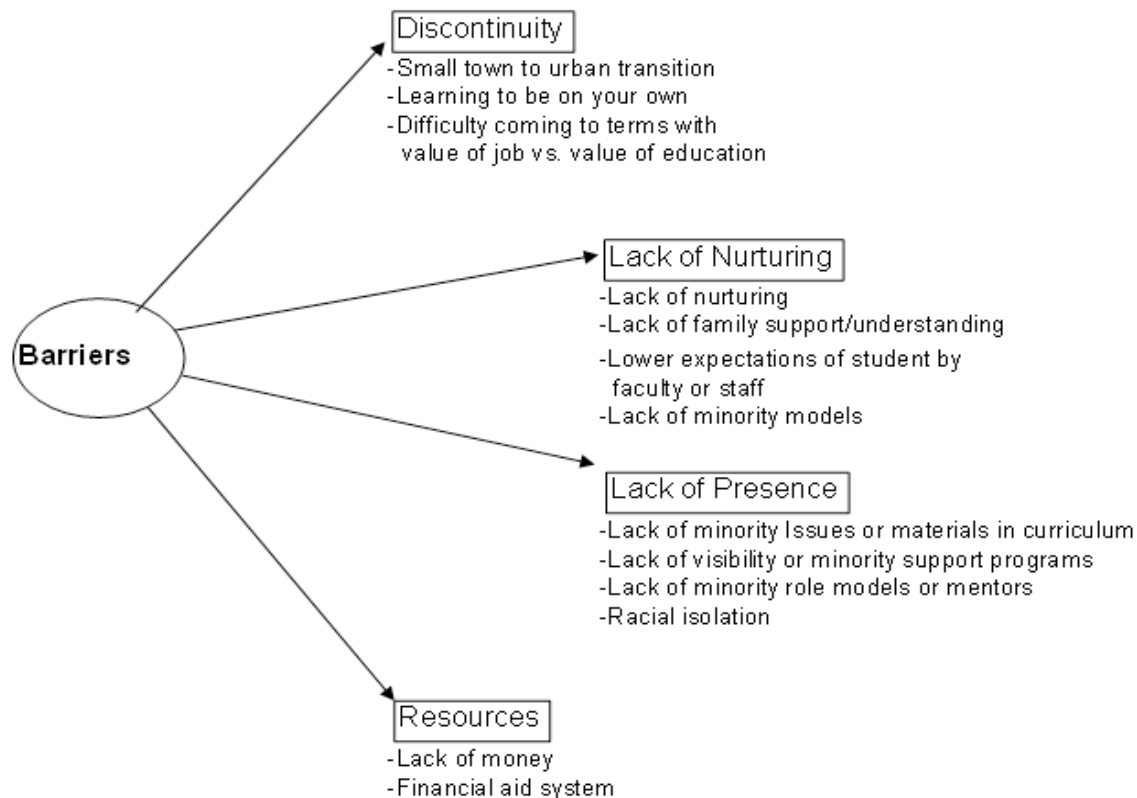 Discontinuity
-Small town to urban transition
-Learning to be on your own
-Difficulty coming to terms with
value of job vs. value of education
Barriers
Lack of Nurturing
-Lack of nurturing
-Lack of family support/understanding
-Lower expectations of student by
faculty or staff
-Lack of minority models
Lack of Presence
-Lack of minority Issues or materials in curriculum
-Lack of visibility or minority support programs
-Lack of minority role models or mentors
-Racial isolation
Resources
-Lack of money
-Financial aid system